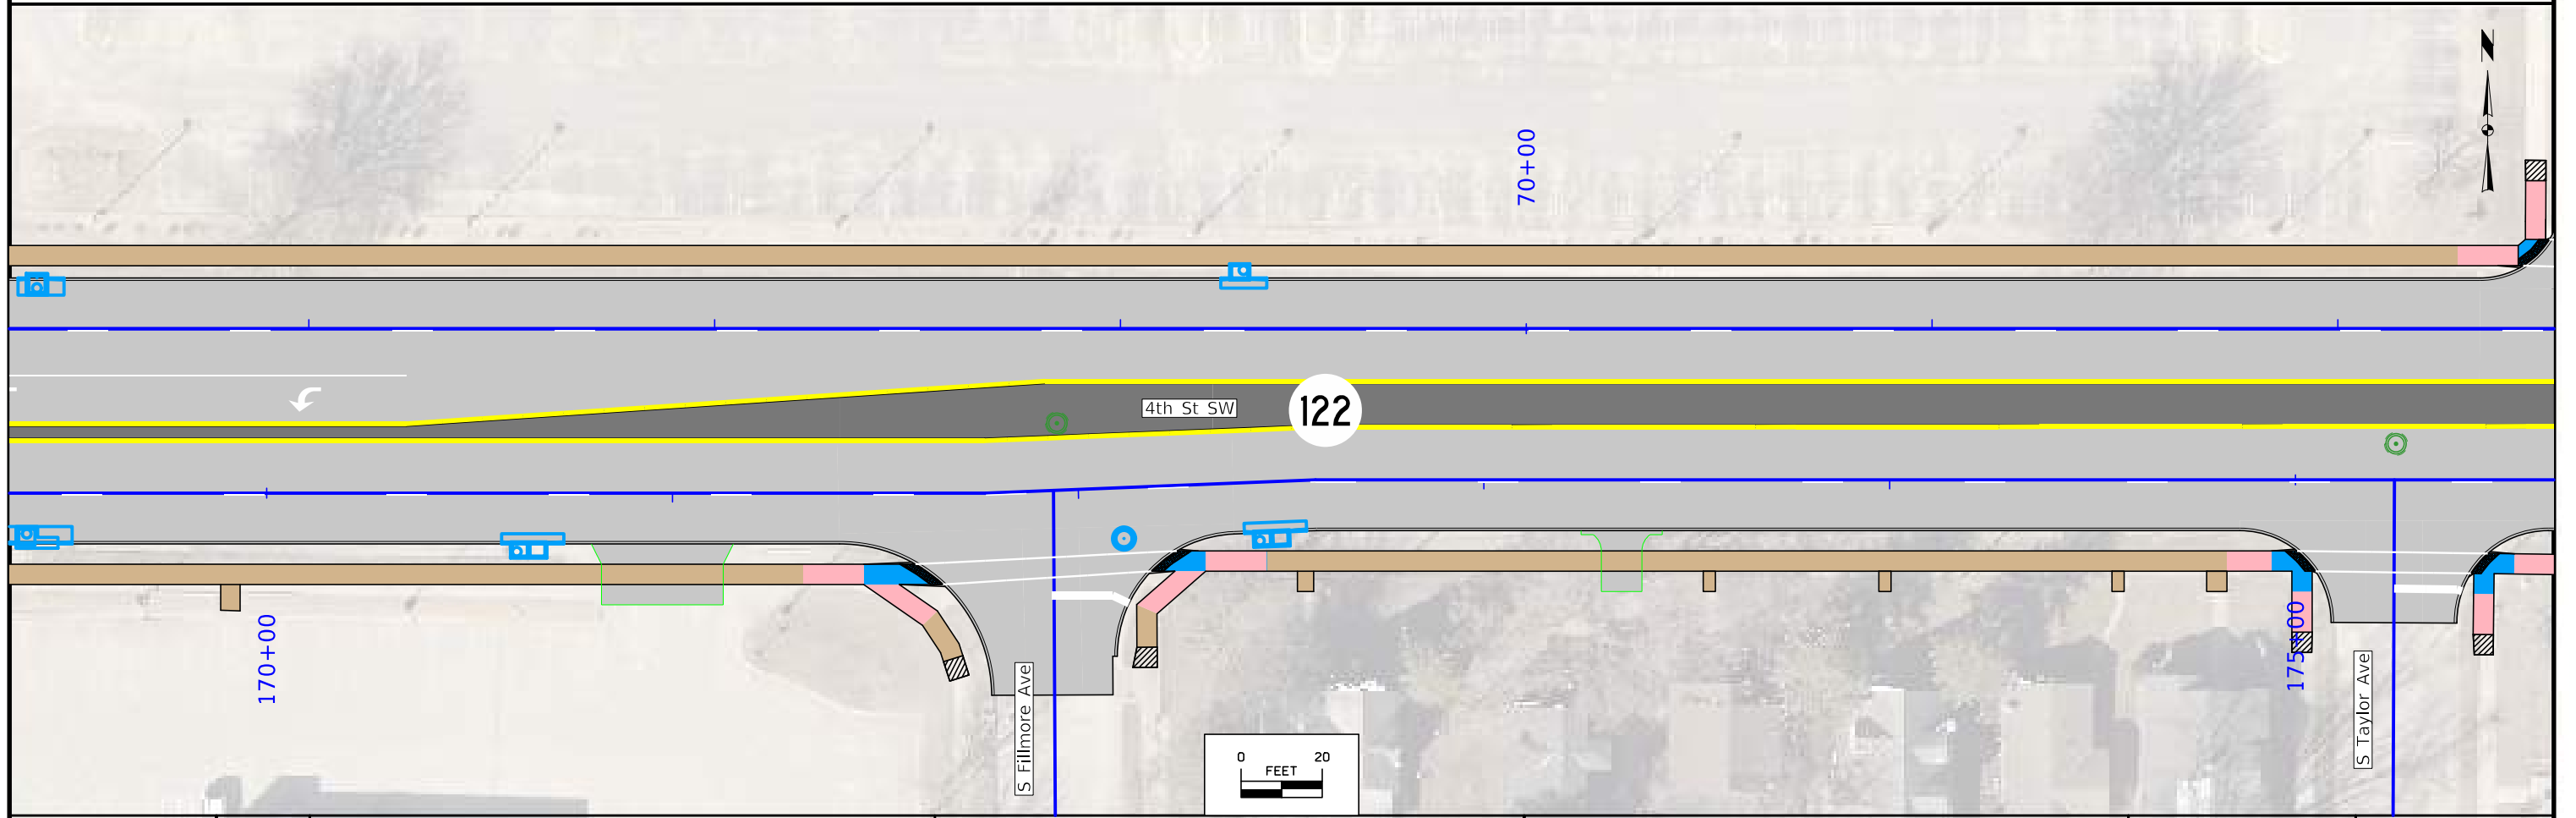 N
70+00
4th St SW
122
170+00
S Fillmore Ave
175+00
S Taylor Ave
0 20
FEET